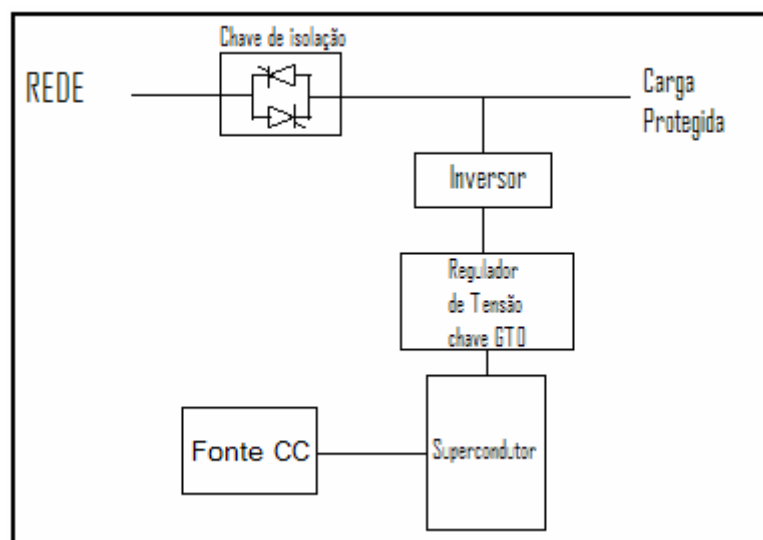 Chave de isolação
REDE
Carga
Protegida
Inversor
Regulador
de Tensão
chave GTO
Fonte CC
Supercondutor